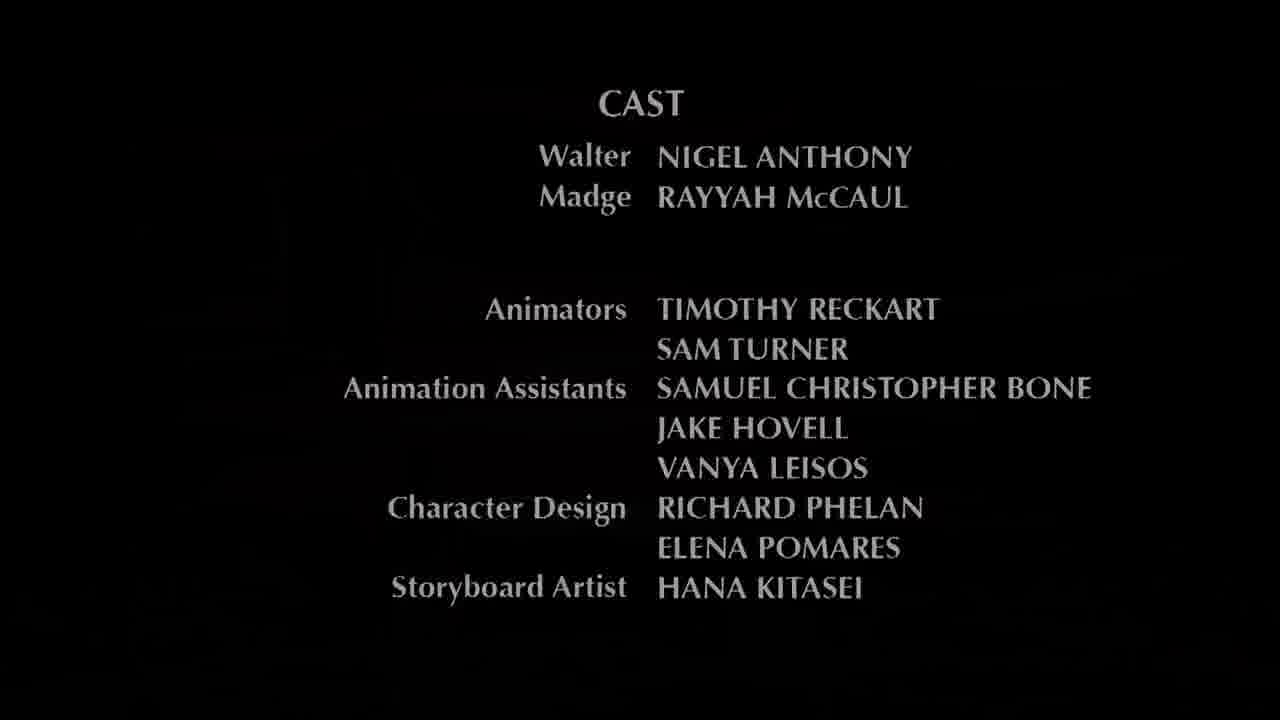 CAST
Walter NIGEL ANTHONY
Madge RAYYAH McCAUL
Animators TIMOTHY RECKART
SAM TURNER
Animation Assistants SAMUEL CHRISTOPHER BONE
JAKE HOVELL
VANYA LEISOS
Character Design RICHARD PHELAN
ELENA POMARES
Storyboard Artist HANA KITASEI